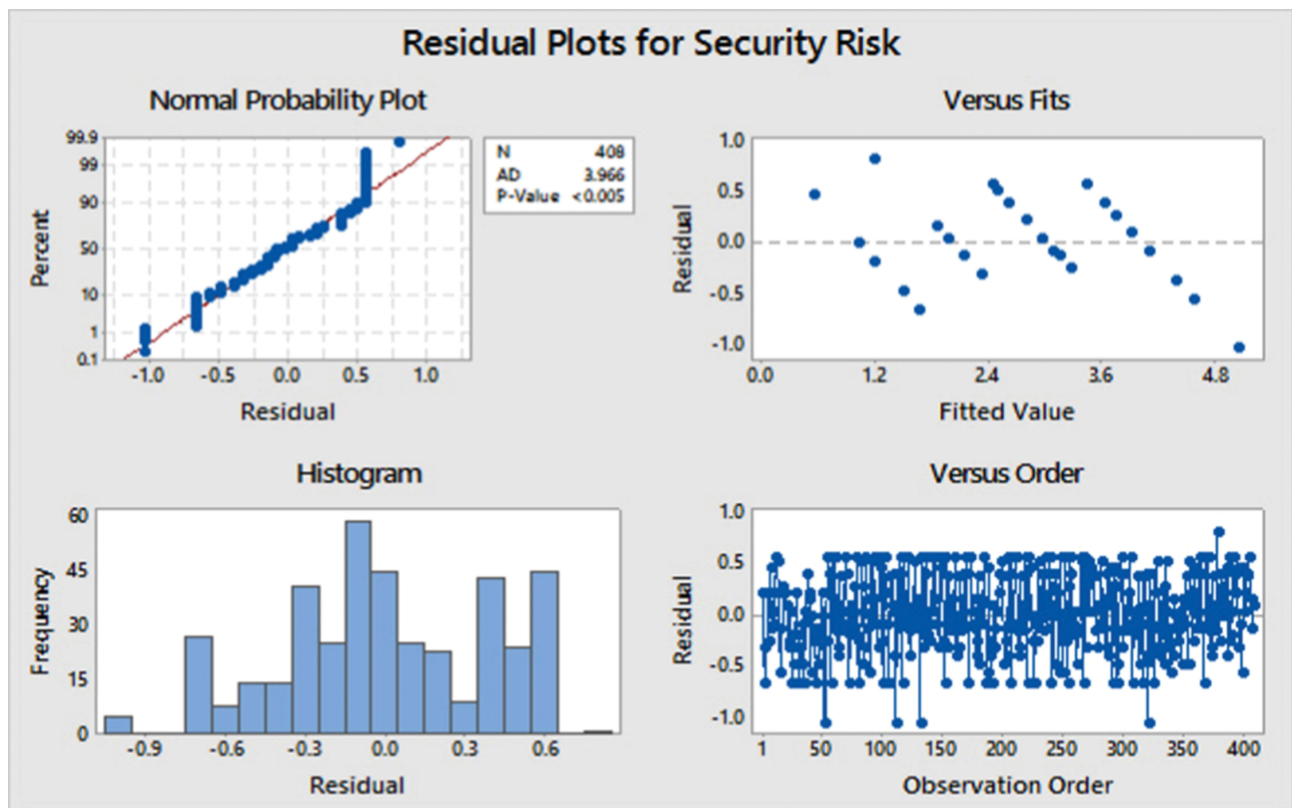 Residual Plots for Security Risk
Normal Probability Plot
99.9
99
90
50
10
1
0.1
Percent
-1.0 -0.5 0.0 0.5 1.0
Residual
N 408
AD 3.966
P-Value <0.005
Versus Fits
1.0
0.5
0.0
-0.5
-1.0
Residual
0.0 1.2 2.4 3.6 4.8
Fitted Value
Histogram
60
45
30
15
0
Frequency
-0.9 -0.6 -0.3 0.0 0.3 0.6
Residual
Versus Order
1.0
0.5
0.0
-0.5
-1.0
Residual
1 50 100 150 200 250 300 350 400
Observation Order